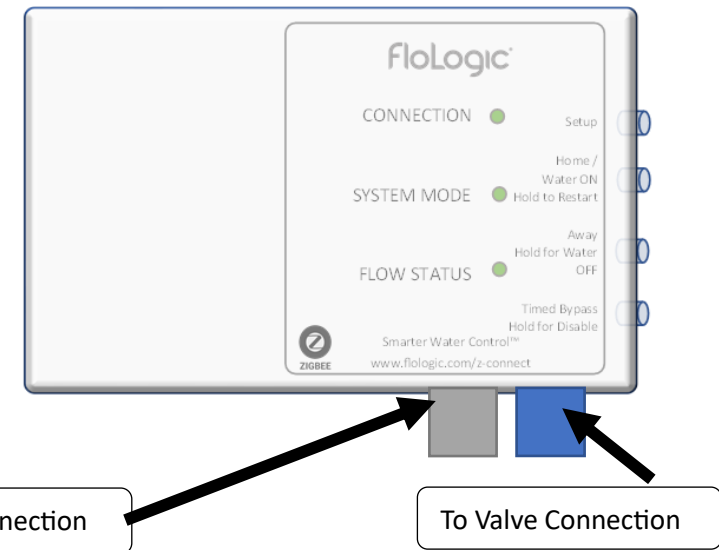 FloLogic
CONNECTION
Setup
Home /
Water ON
SYSTEM MODE
Hold to Restart
Away
Hold for Water
OFF
FLOW STATUS
Timed Bypass
Hold for Disable
Smarter Water Control™
ZIGBEE
www.flologic.com/z-connect
To Valve Connection